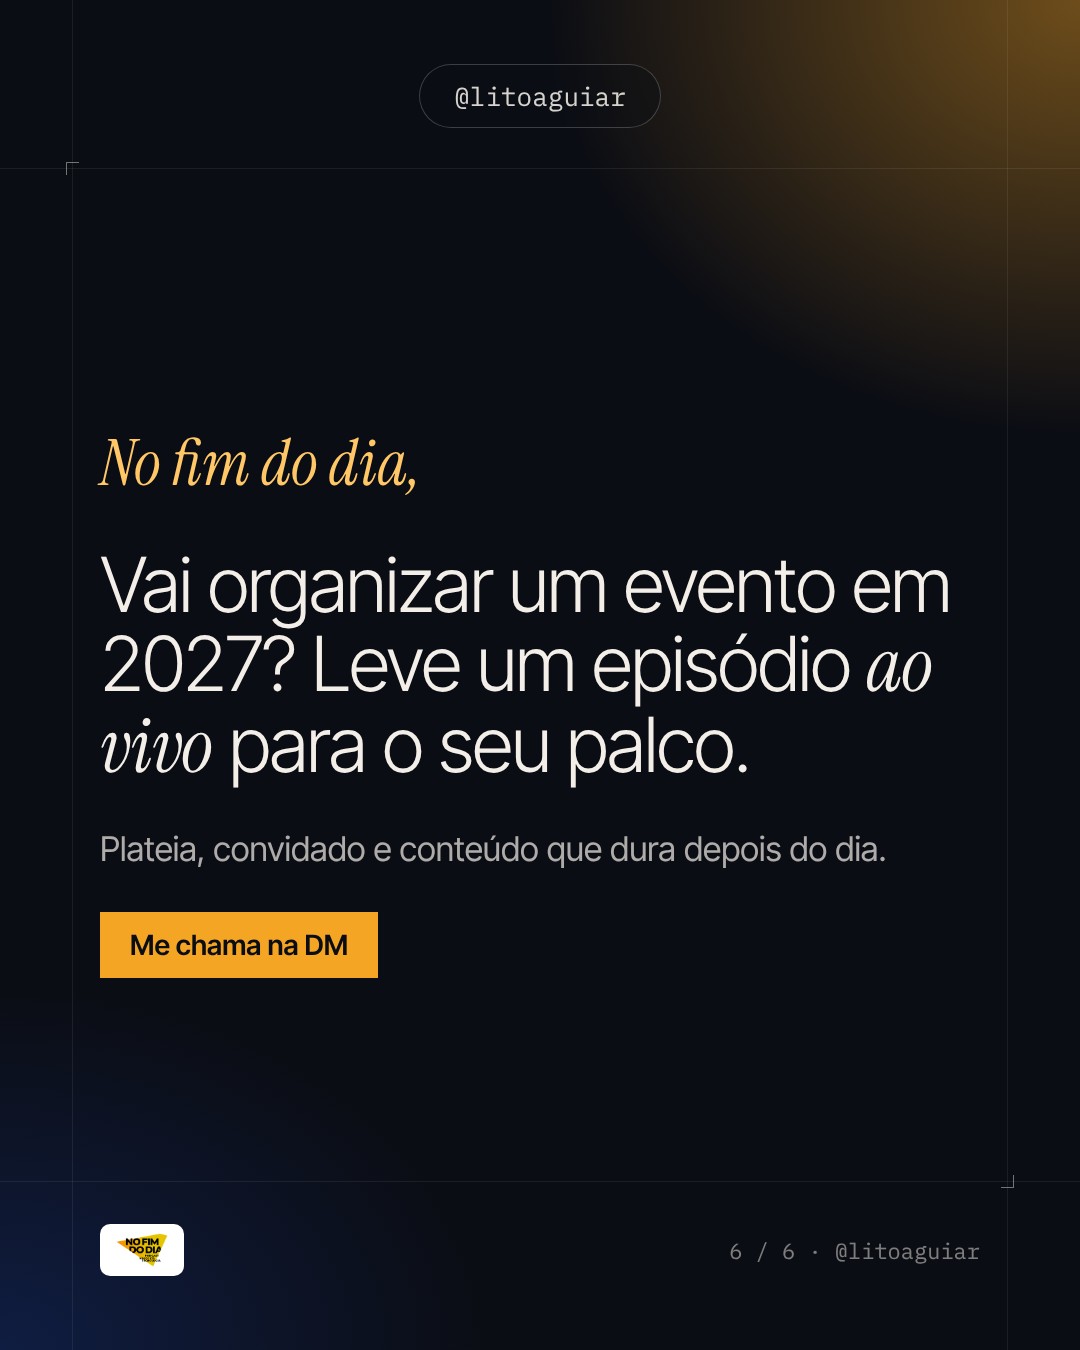 @litoaguiar
No fim do dia,
Vai organizar um evento em
2027? Leve um episódio ao
vivo para o seu palco.
Plateia, convidado e conteúdo que dura depois do dia.
Me chama na DM
NO FIM
DO DIA
6 / 6 · @litoaguiar